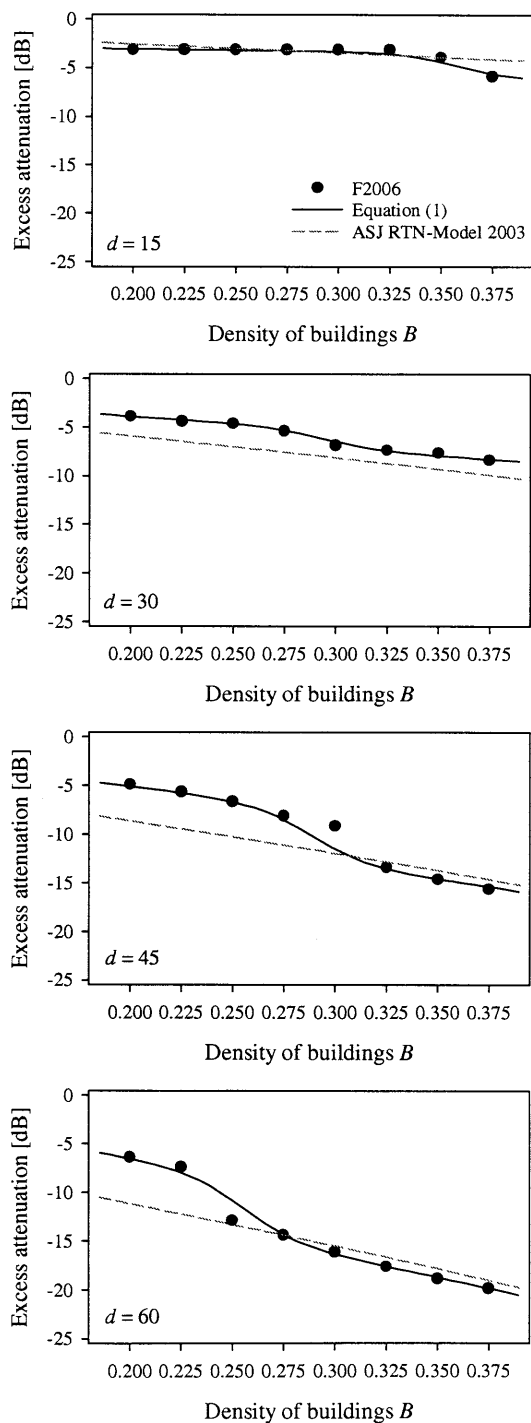 0
-5
-10
-15
-20
-25
Excess attenuation [dB]
F2006
Equation (1)
ASJ RTN-Model 2003
d = 15
0.200 0.225 0.250 0.275 0.300 0.325 0.350 0.375
Density of buildings B
0
-5
-10
-15
-20
-25
Excess attenuation [dB]
d = 30
0.200 0.225 0.250 0.275 0.300 0.325 0.350 0.375
Density of buildings B
0
-5
-10
-15
-20
-25
Excess attenuation [dB]
d = 45
0.200 0.225 0.250 0.275 0.300 0.325 0.350 0.375
Density of buildings B
0
-5
-10
-15
-20
-25
Excess attenuation [dB]
d = 60
0.200 0.225 0.250 0.275 0.300 0.325 0.350 0.375
Density of buildings B